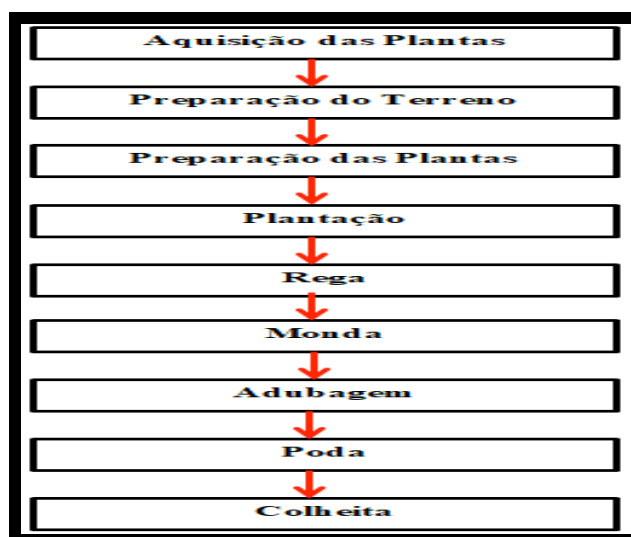 Aquisição das Plantas
Preparação do Terreno
Preparação das Plantas
Plantação
Rega
Monda
Adubagem
Poda
Colheita